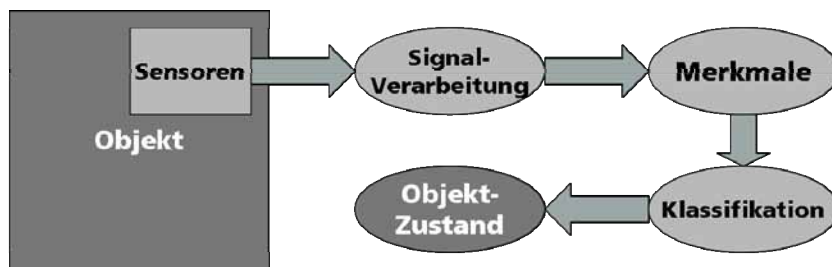 Sensoren
Objekt
Signal-
Verarbeitung
Merkmale
Klassifikation
Objekt-
Zustand